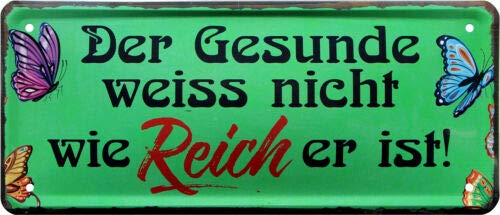 Der Gesunde
weiss nicht
wie Reich er ist!